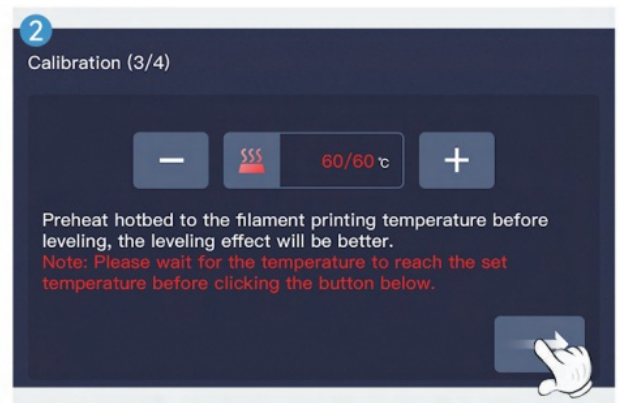 2
Calibration (3/4)
− 60/60 ℃ +
Preheat hotbed to the filament printing temperature before
leveling, the leveling effect will be better.
Note: Please wait for the temperature to reach the set
temperature before clicking the button below.